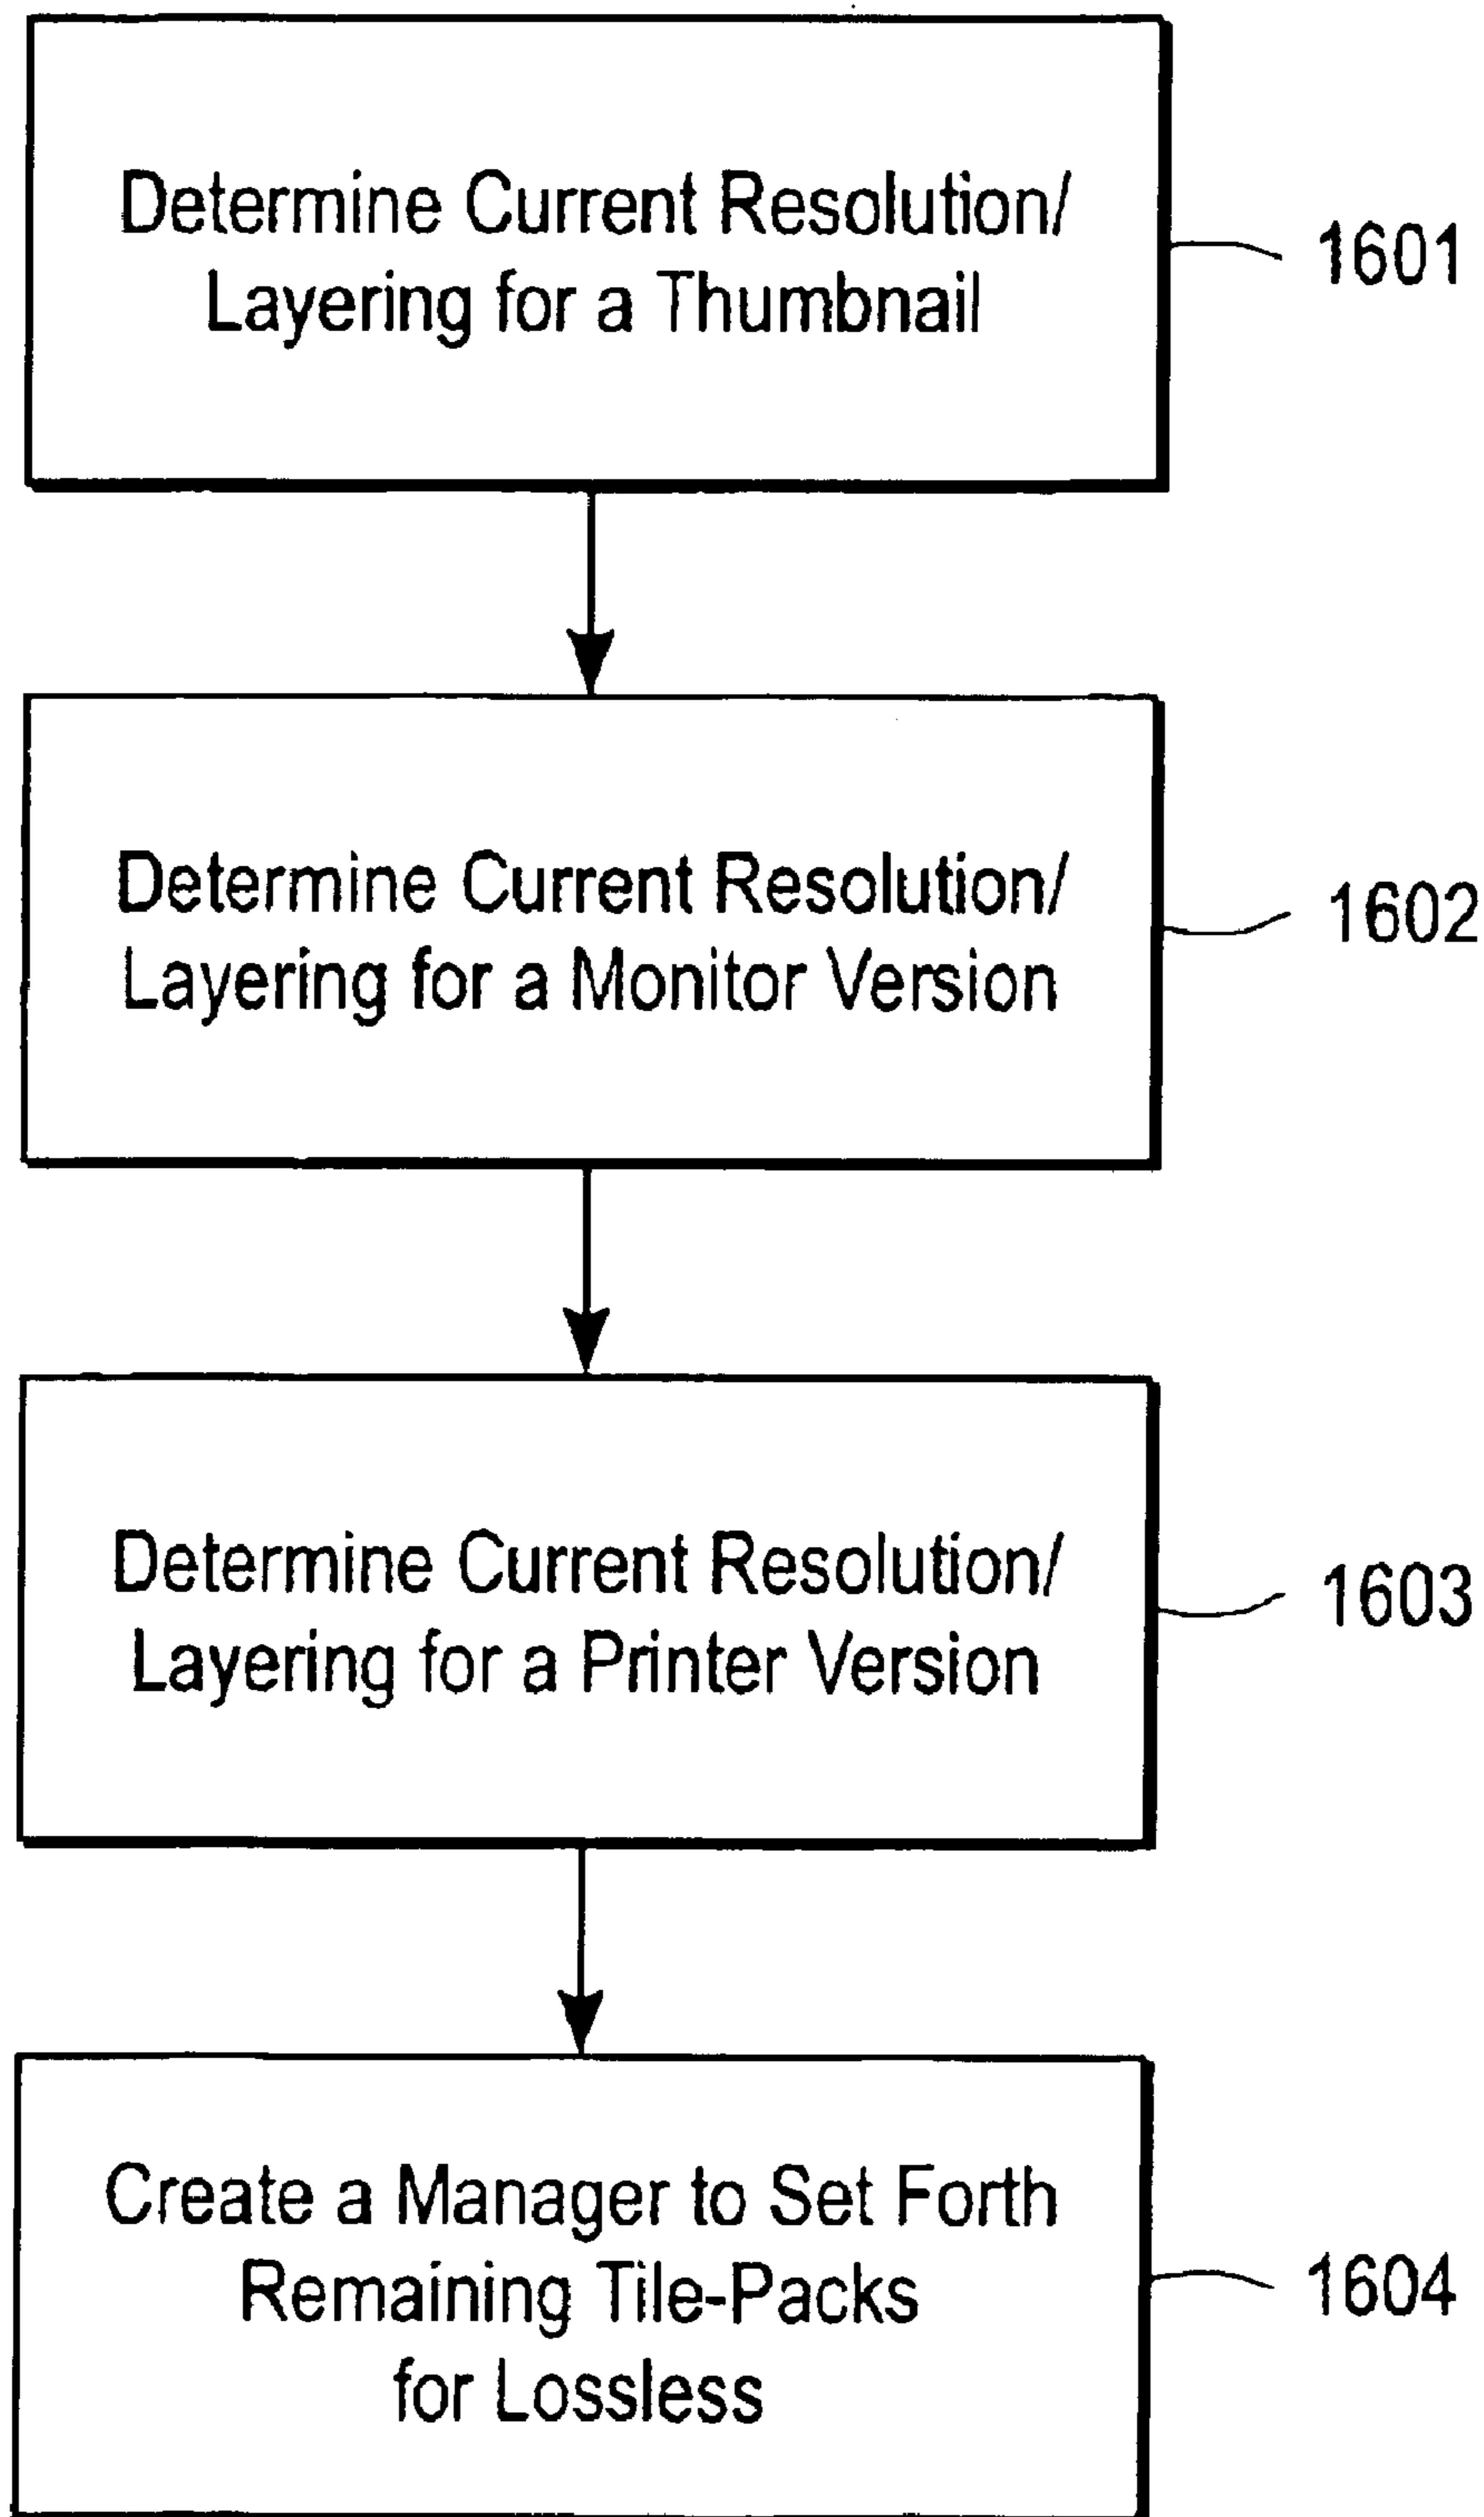 Determine Current Resolution/
Layering for a Thumbnail
1601
Determine Current Resolution/
Layering for a Monitor Version
1602
Determine Current Resolution/
Layering for a Printer Version
1603
Create a Manager to Set Forth
Remaining Tile-Packs
for Lossless
1604